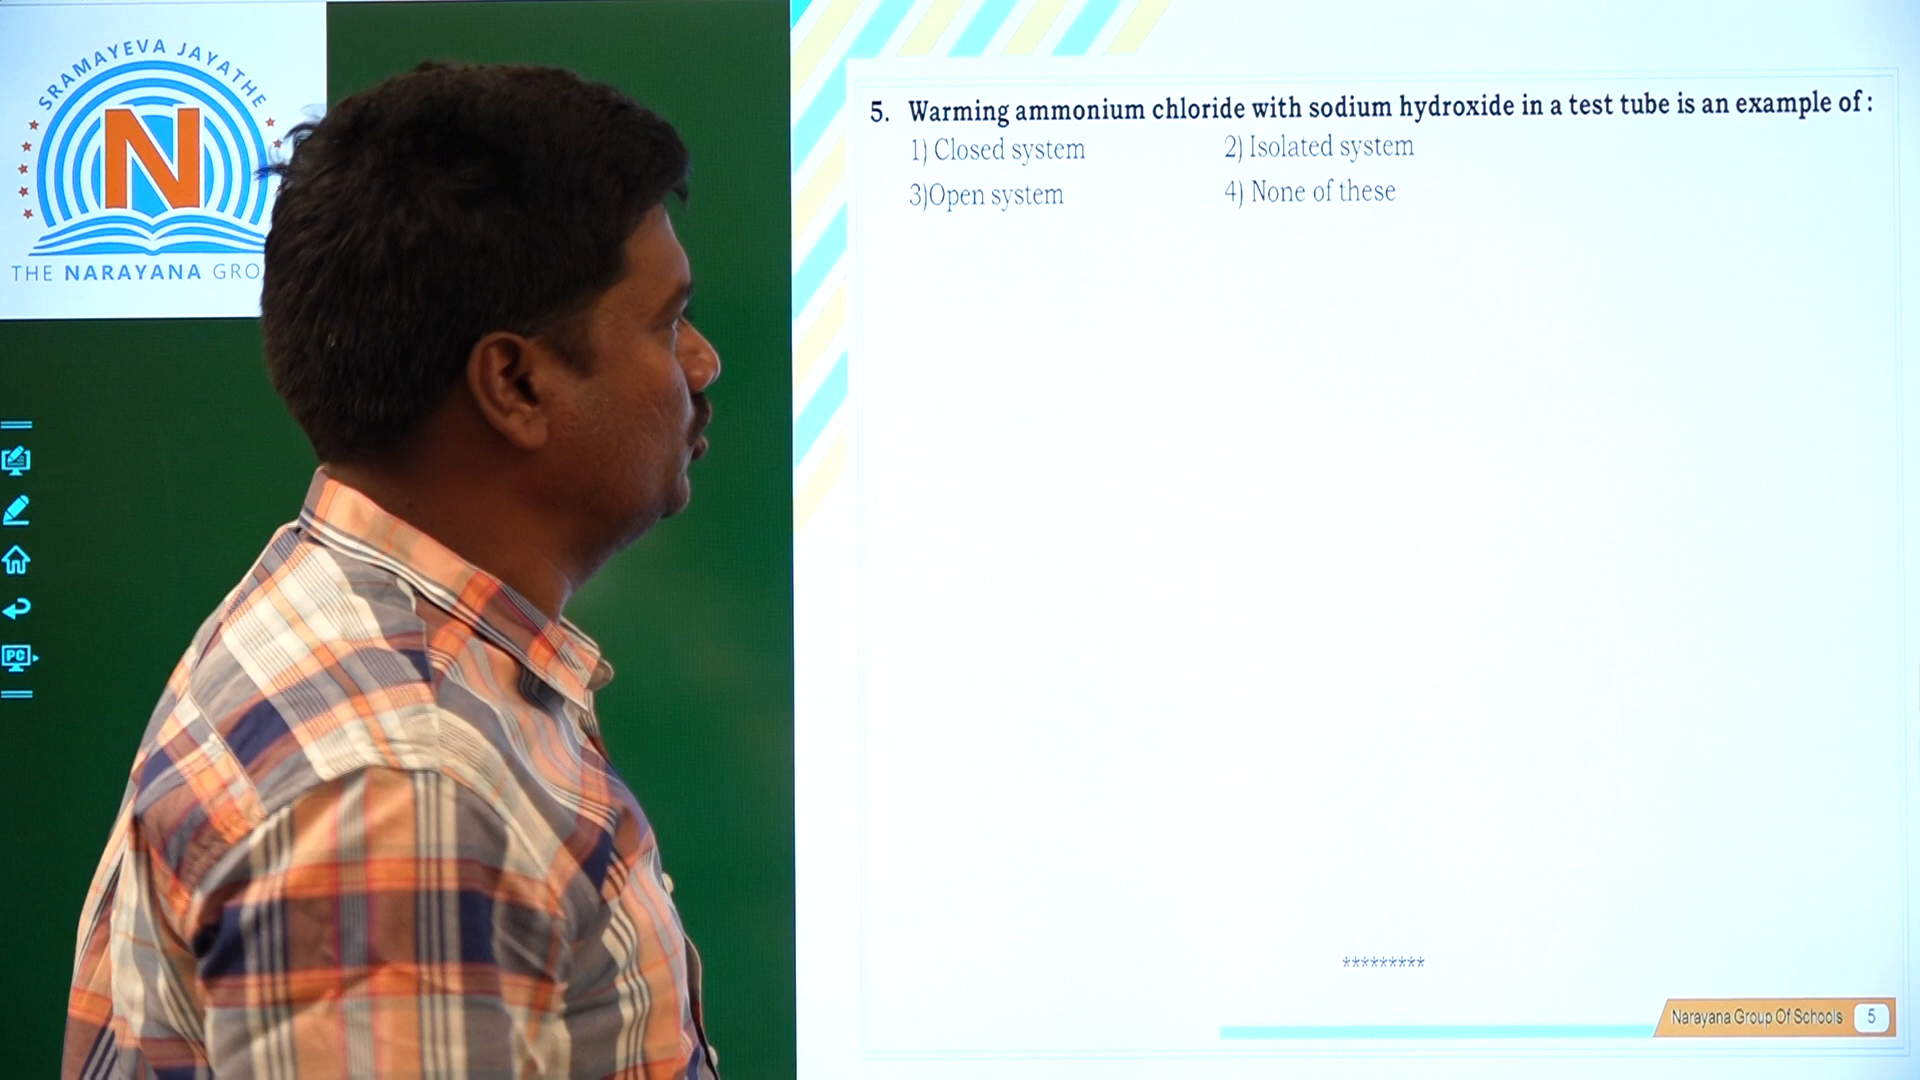 SRAMAYEVA JAYATHE
N
THE NARAYANA GRO
5. Warming ammonium chloride with sodium hydroxide in a test tube is an example of :
1) Closed system 2) Isolated system
3)Open system 4) None of these
*********
Narayana Group Of Schools 5
PC